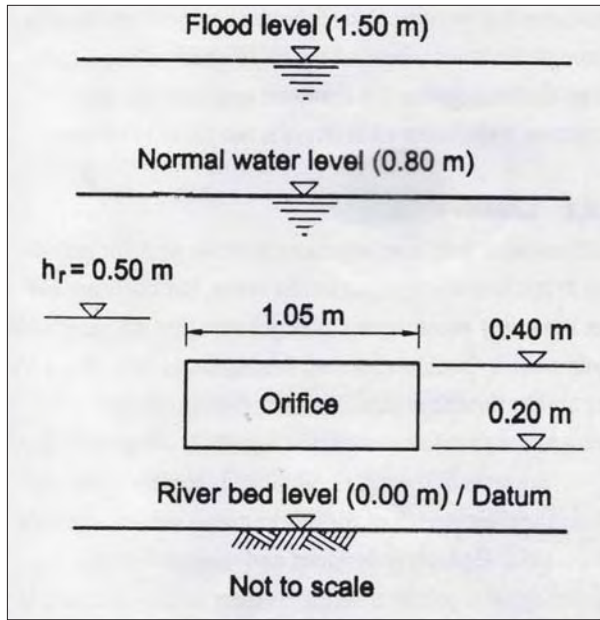 Flood level (1.50 m)
Normal water level (0.80 m)
hr = 0.50 m
1.05 m
0.40 m
Orifice
0.20 m
River bed level (0.00 m) / Datum
Not to scale